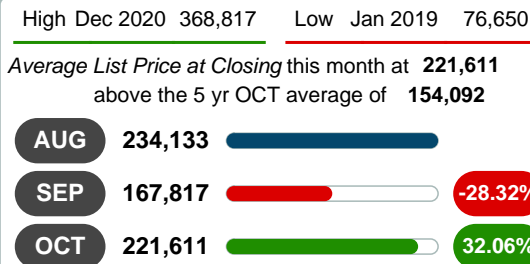 High Dec 2020 368,817 Low Jan 2019 76,650
Average List Price at Closing this month at 221,611
above the 5 yr OCT average of 154,092
AUG 234,133
SEP 167,817 -28.32%
OCT 221,611 32.06%